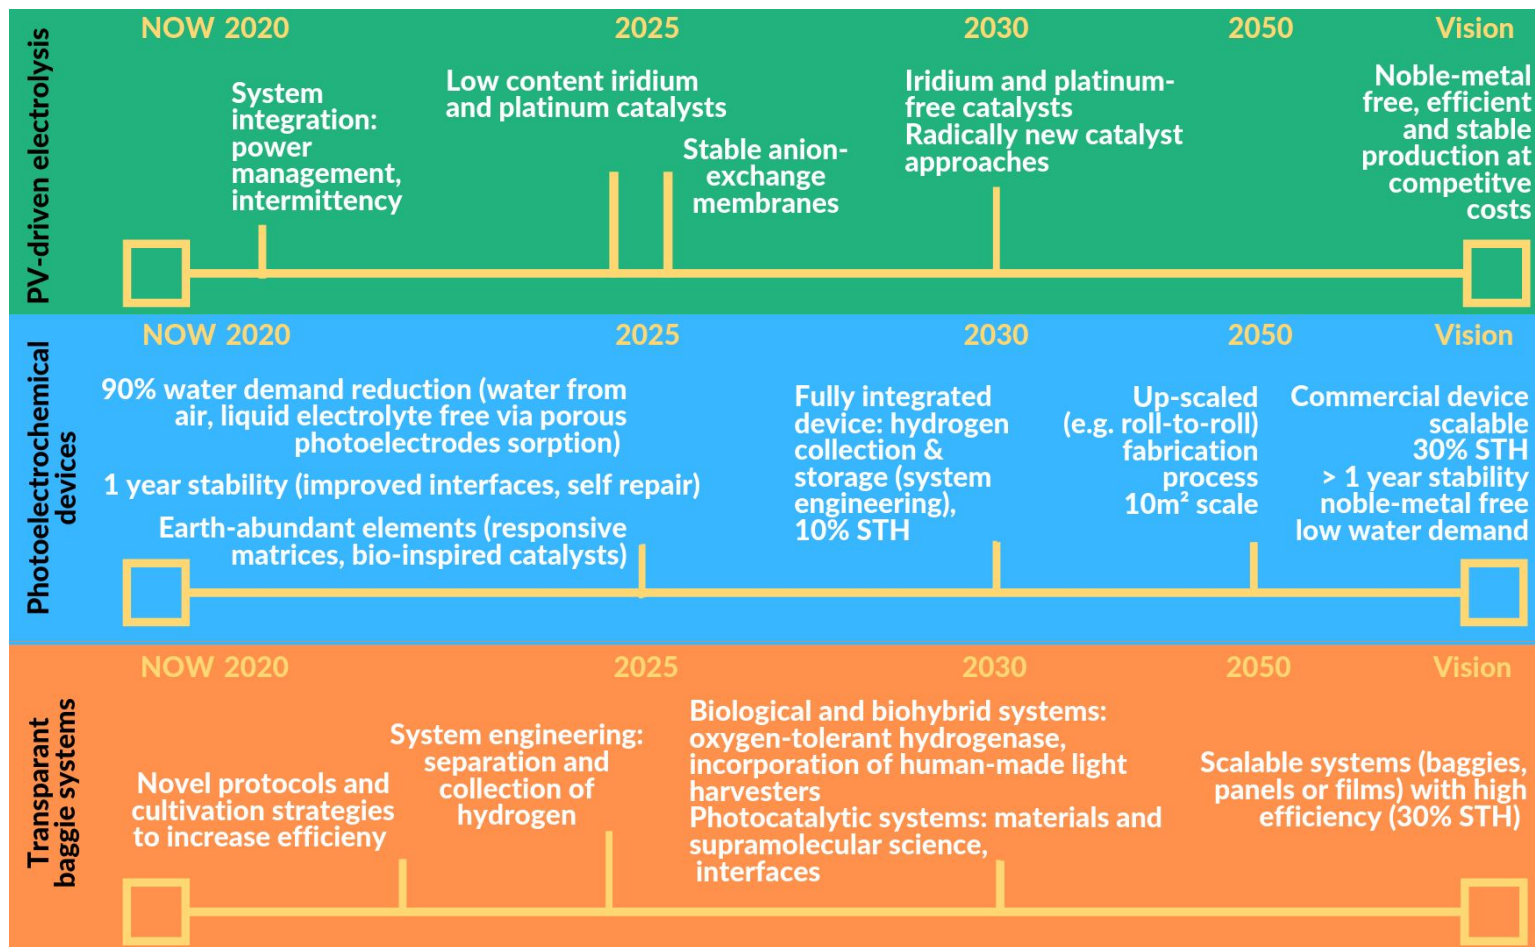 PV-driven electrolysis
NOW 2020
2025
2030
2050
Vision
System
integration:
power
management,
intermittency
Low content iridium
and platinum catalysts
Stable anion-
exchange
membranes
Iridium and platinum-
free catalysts
Radically new catalyst
approaches
Noble-metal
free, efficient
and stable
production at
competitve
costs
Photoelectrochemical
devices
NOW 2020
2025
2030
2050
Vision
90% water demand reduction (water from
air, liquid electrolyte free via porous
photoelectrodes sorption)
1 year stability (improved interfaces, self repair)
Earth-abundant elements (responsive
matrices, bio-inspired catalysts)
Fully integrated
device: hydrogen
collection &
storage (system
engineering),
10% STH
Up-scaled
(e.g. roll-to-roll)
fabrication
process
10m² scale
Commercial device
scalable
30% STH
> 1 year stability
noble-metal free
low water demand
Transparant
baggie systems
NOW 2020
2025
2030
2050
Vision
Novel protocols and
cultivation strategies
to increase efficieny
System engineering:
separation and
collection of
hydrogen
Biological and biohybrid systems:
oxygen-tolerant hydrogenase,
incorporation of human-made light
harvesters
Photocatalytic systems: materials and
supramolecular science,
interfaces
Scalable systems (baggies,
panels or films) with high
efficiency (30% STH)